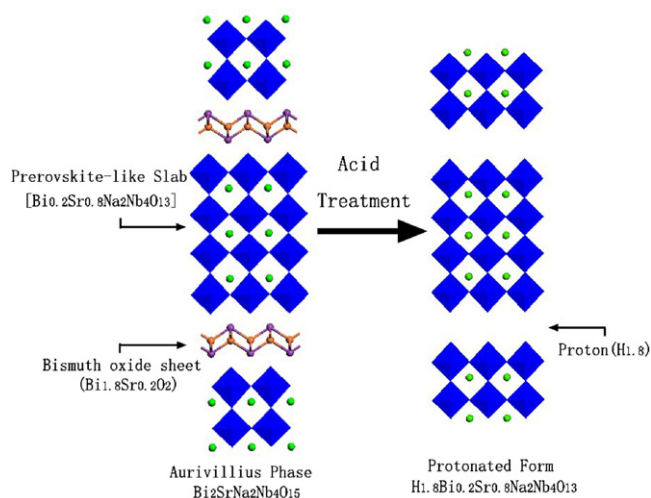 Prerovskite-like Slab
[Bi0.2Sr0.8Na2Nb4O13]
Acid
Treatment
Bismuth oxide sheet
(Bi1.8Sr0.2O2)
Proton(H1.8)
Aurivillius Phase
Bi2SrNa2Nb4O15
Protonated Form
H1.8Bi0.2Sr0.8Na2Nb4O13